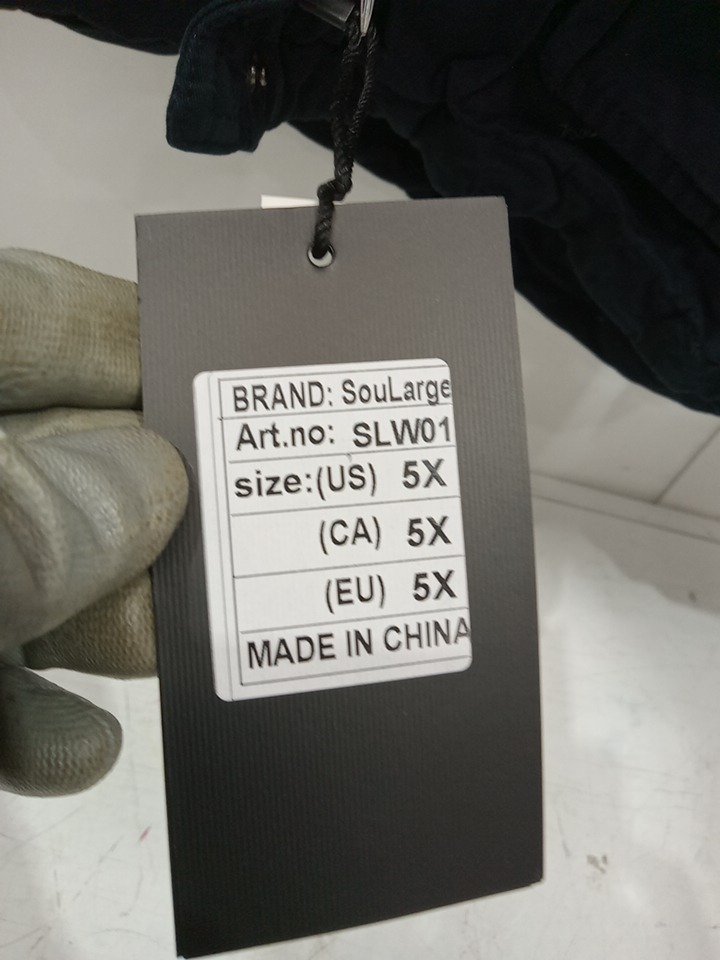 BRAND: SouLarge
Art.no: SLW01
size:(US) 5X
(CA) 5X
(EU) 5X
MADE IN CHINA